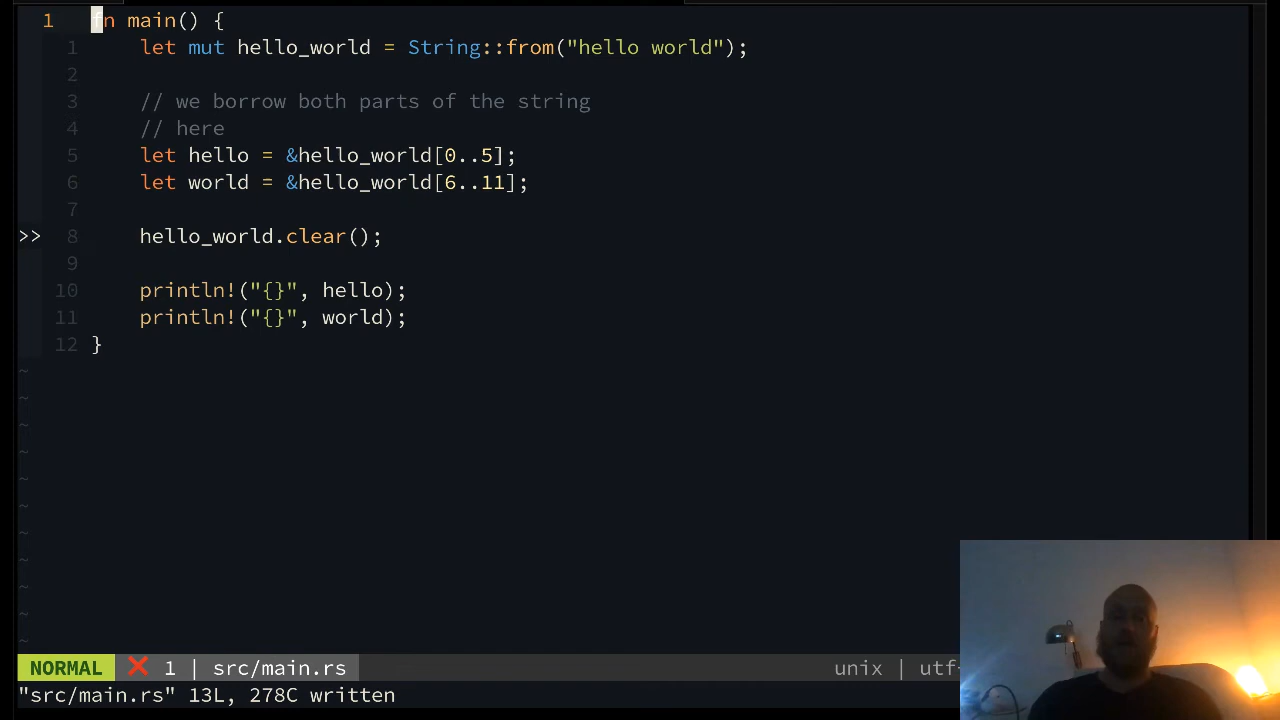 1 fn main() {
1 let mut hello_world = String::from("hello world");
2
3 // we borrow both parts of the string
4 // here
5 let hello = &hello_world[0..5];
6 let world = &hello_world[6..11];
7
>> 8 hello_world.clear();
9
10 println!("{}", hello);
11 println!("{}", world);
12 }
~
~
~
~
~
~
~
~
~
~
~
NORMAL ❌ 1 | src/main.rs unix | utf-
"src/main.rs" 13L, 278C written